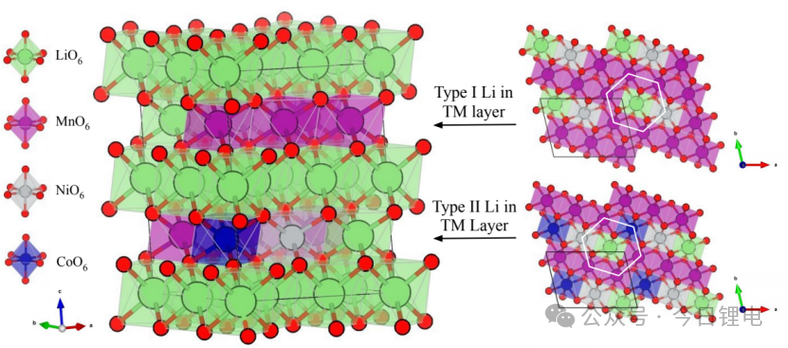 LiO6
MnO6
NiO6
CoO6
Type I Li in
TM layer
Type II Li in
TM Layer
c
b
a
b
a
b
a
公众号 · 今日锂电